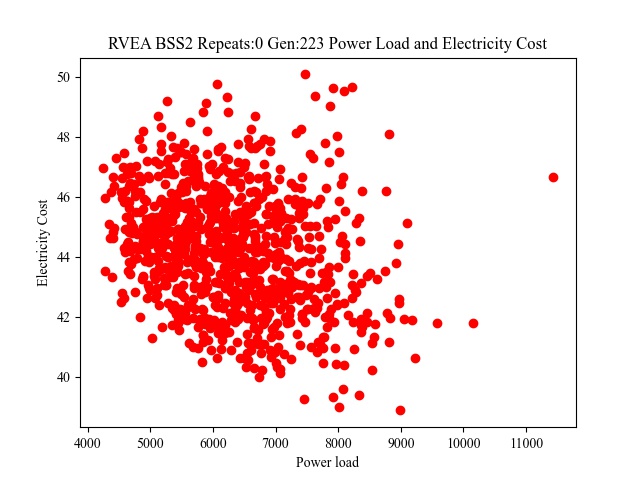 RVEA BSS2 Repeats:0 Gen:223 Power Load and Electricity Cost
50
48
46
44
42
40
Electricity Cost
4000 5000 6000 7000 8000 9000 10000 11000
Power load